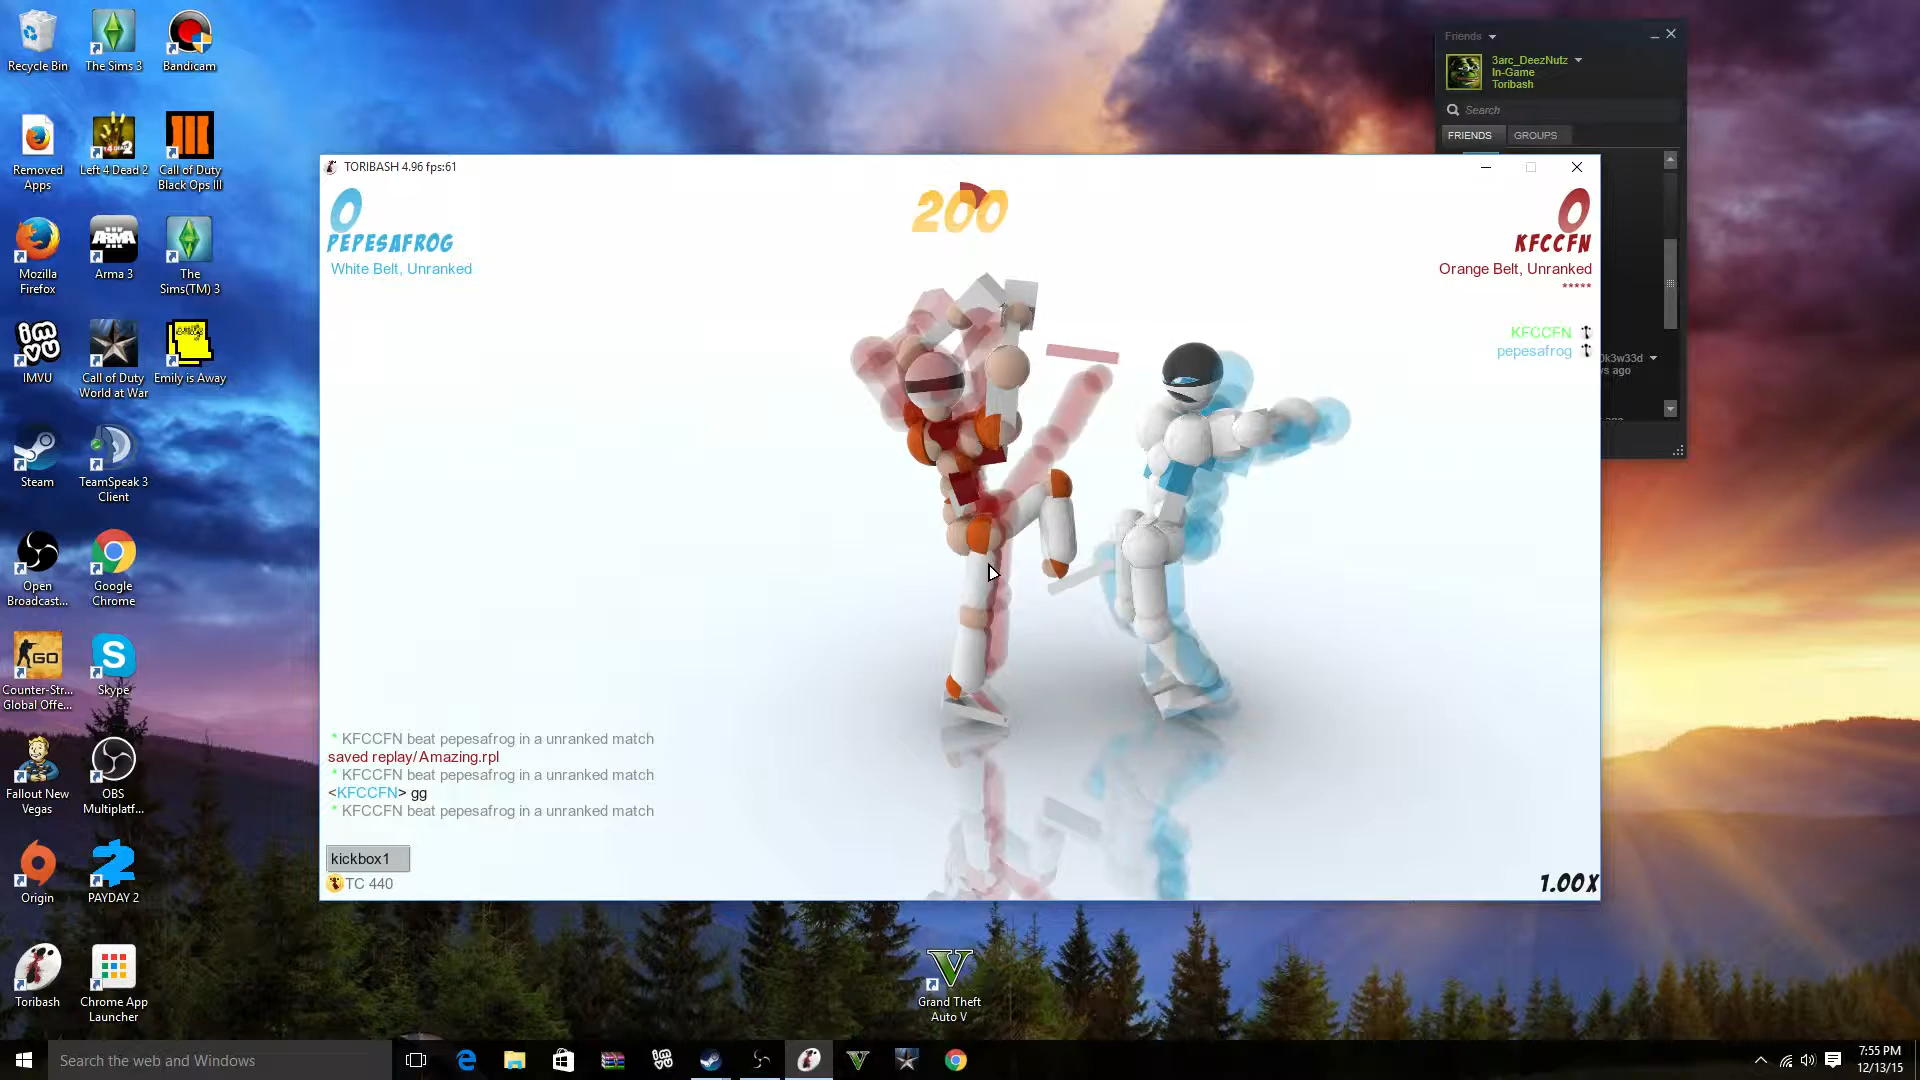 Recycle Bin
The Sims 3
Bandicam
Removed Apps
Left 4 Dead 2
Call of Duty Black Ops III
Mozilla Firefox
Arma 3
The Sims(TM) 3
IMVU
Call of Duty World at War
Emily is Away
Steam
TeamSpeak 3 Client
Open Broadcast...
Google Chrome
Counter-Str... Global Offe...
Skype
Fallout New Vegas
OBS Multiplatf...
Origin
PAYDAY 2
Toribash
Chrome App Launcher
Grand Theft Auto V
Friends
3arc_DeezNutz
In-Game
Toribash
Search
FRIENDS
GROUPS
TORIBASH 4.96 fps:61
0
200
0
PEPESAFROG
KFCCFN
White Belt, Unranked
Orange Belt, Unranked
*****
KFCCFN
pepesafrog
* KFCCFN beat pepesafrog in a unranked match
saved replay/Amazing.rpl
* KFCCFN beat pepesafrog in a unranked match
<KFCCFN> gg
* KFCCFN beat pepesafrog in a unranked match
kickbox1
TC 440
1.00X
Search the web and Windows
7:55 PM
12/13/15